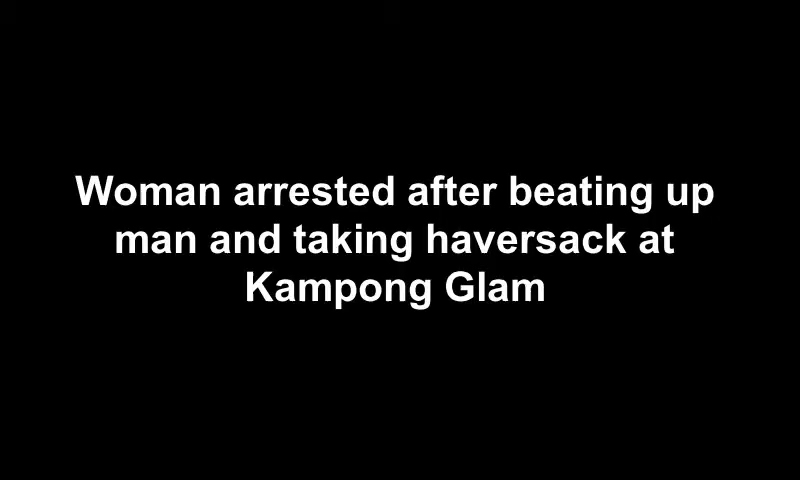 Woman arrested after beating up
man and taking haversack at
Kampong Glam